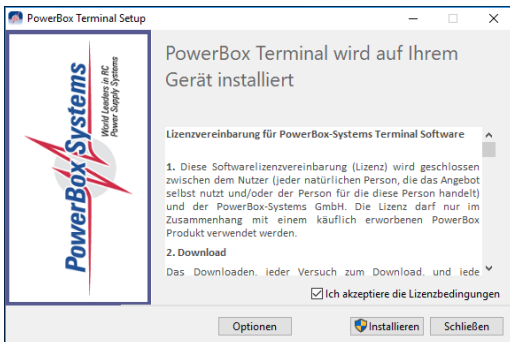 PowerBox Terminal Setup
PowerBox Systems
World Leaders in RC
Power Supply Systems
PowerBox Terminal wird auf Ihrem
Gerät installiert
Lizenzvereinbarung für PowerBox-Systems Terminal Software
1. Diese Softwarelizenzvereinbarung (Lizenz) wird geschlossen
zwischen dem Nutzer (jeder natürlichen Person, die das Angebot
selbst nutzt und/oder der Person für die diese Person handelt)
und der PowerBox-Systems GmbH. Die Lizenz darf nur im
Zusammenhang mit einem käuflich erworbenen PowerBox
Produkt verwendet werden.
2. Download
Das Downloaden, jeder Versuch zum Download, und jede
Ich akzeptiere die Lizenzbedingungen
Optionen
Installieren
Schließen